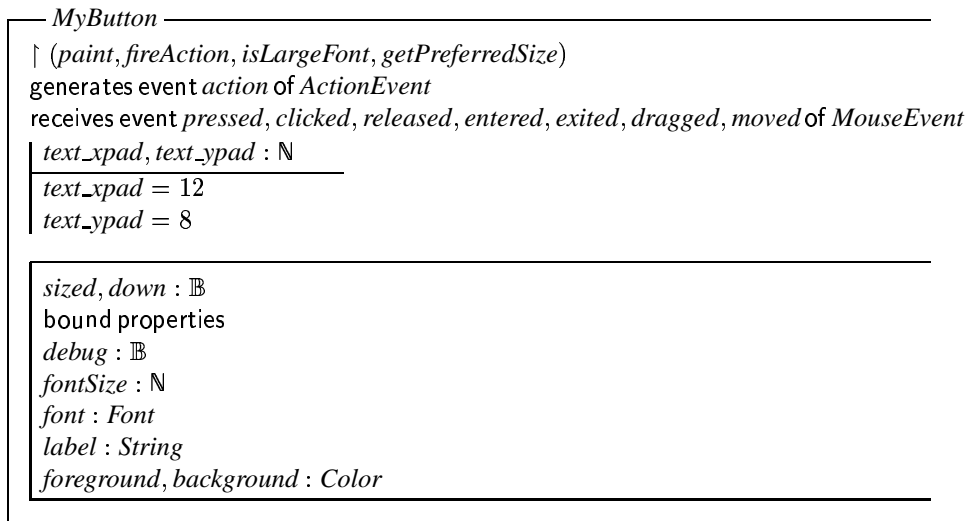 MyButton
↾ (paint, fireAction, isLargeFont, getPreferredSize)
generates event action of ActionEvent
receives event pressed, clicked, released, entered, exited, dragged, moved of MouseEvent
text_xpad, text_ypad : ℕ
text_xpad = 12
text_ypad = 8
sized, down : 𝔹
bound properties
debug : 𝔹
fontSize : ℕ
font : Font
label : String
foreground, background : Color